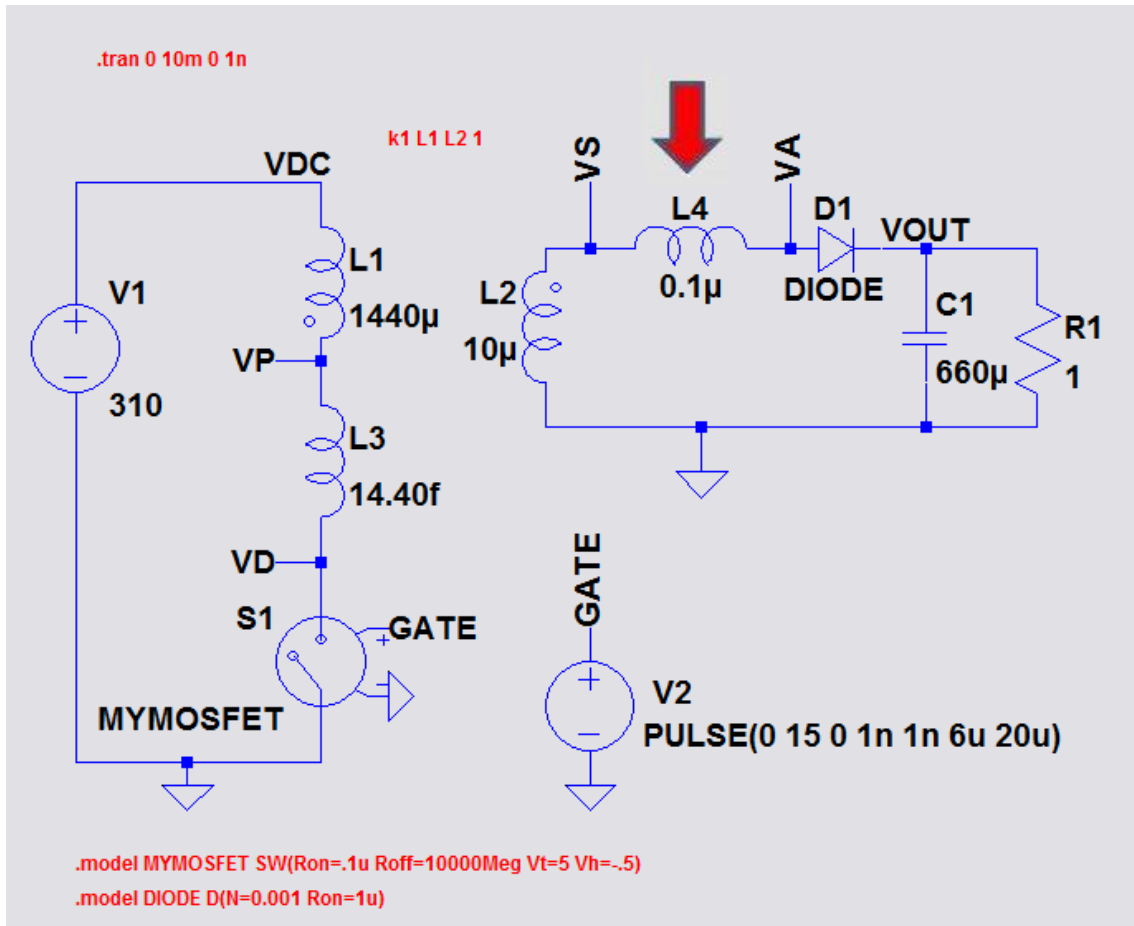 .tran 0 10m 0 1n
k1 L1 L2 1
VDC
VS
VA
L4
D1
VOUT
L1
1440µ
V1
310
L2
10µ
0.1µ
DIODE
C1
660µ
R1
1
VP
L3
14.40f
VD
S1
GATE
MYMOSFET
GATE
V2
PULSE(0 15 0 1n 1n 6u 20u)
.model MYMOSFET SW(Ron=.1u Roff=10000Meg Vt=5 Vh=-.5)
.model DIODE D(N=0.001 Ron=1u)